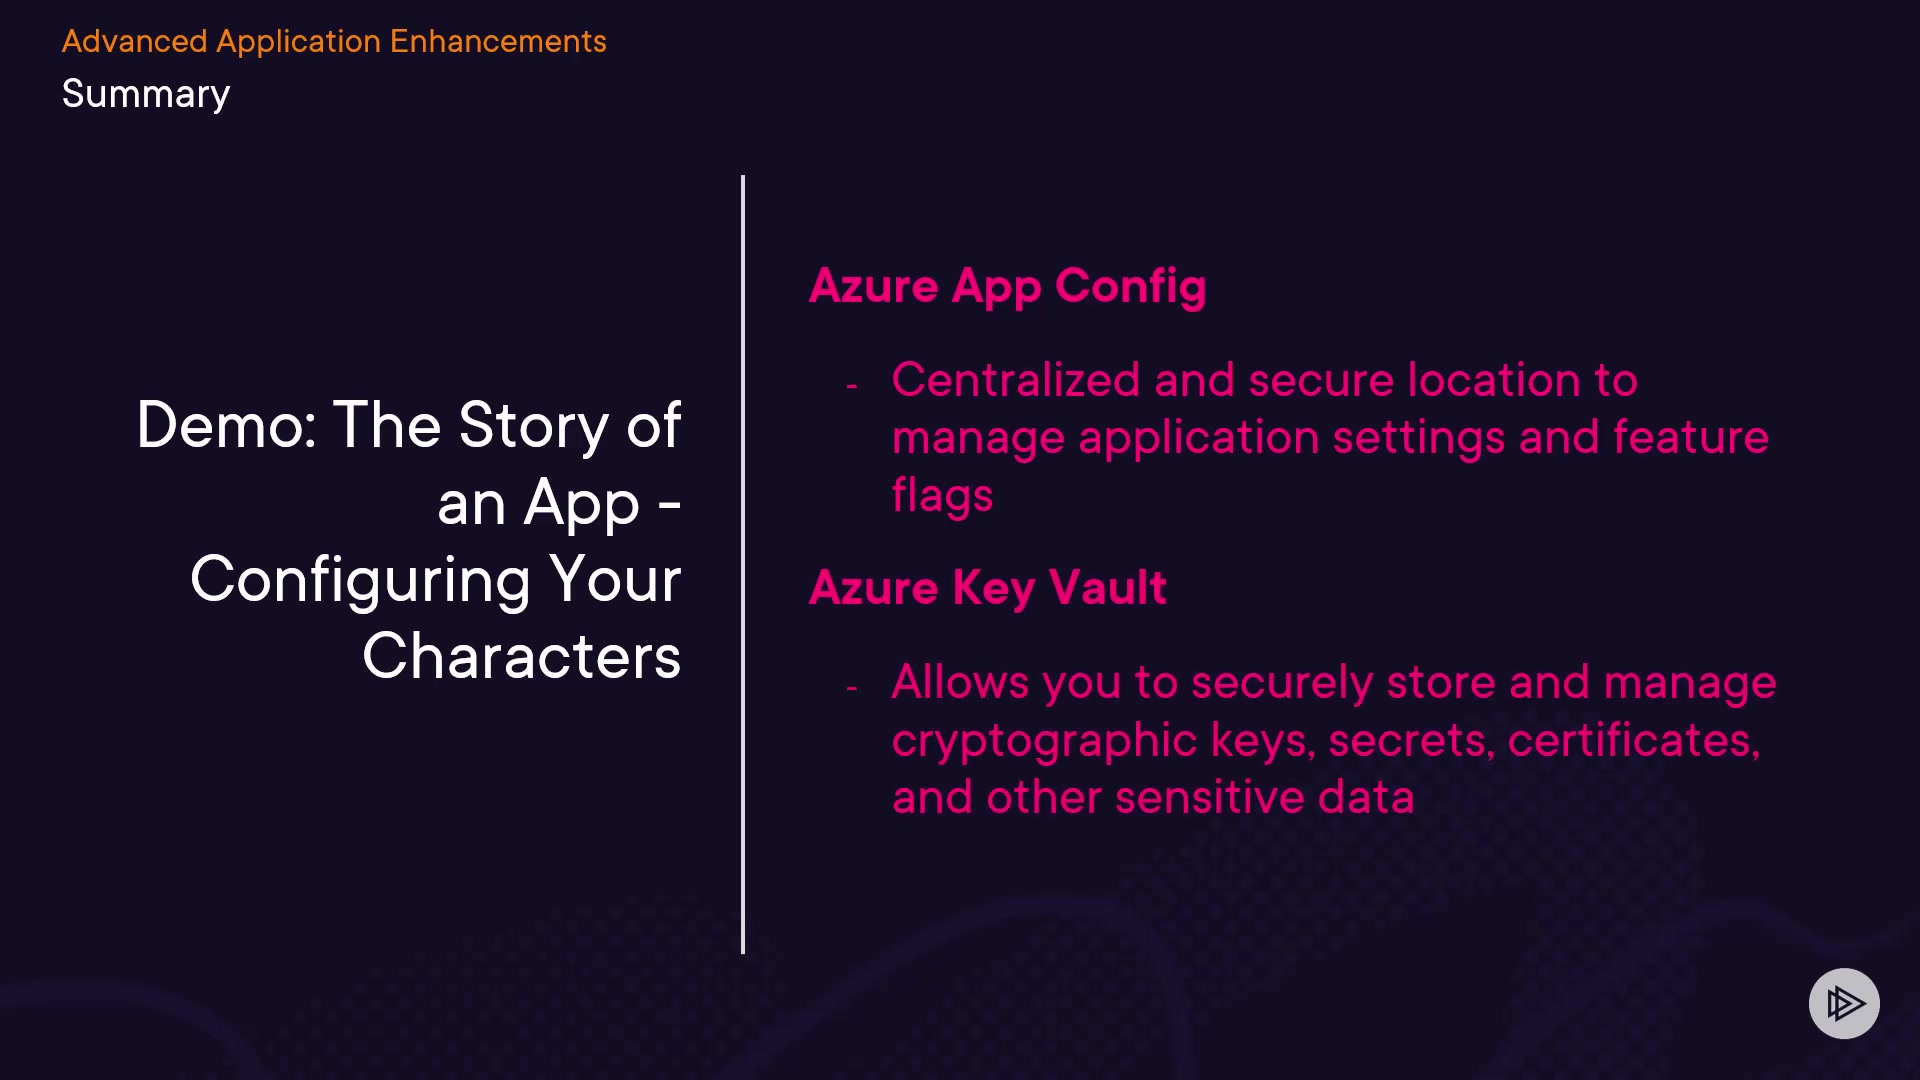 Advanced Application Enhancements
Summary
Demo: The Story of
an App -
Configuring Your
Characters
Azure App Config
- Centralized and secure location to
manage application settings and feature
flags
Azure Key Vault
- Allows you to securely store and manage
cryptographic keys, secrets, certificates,
and other sensitive data